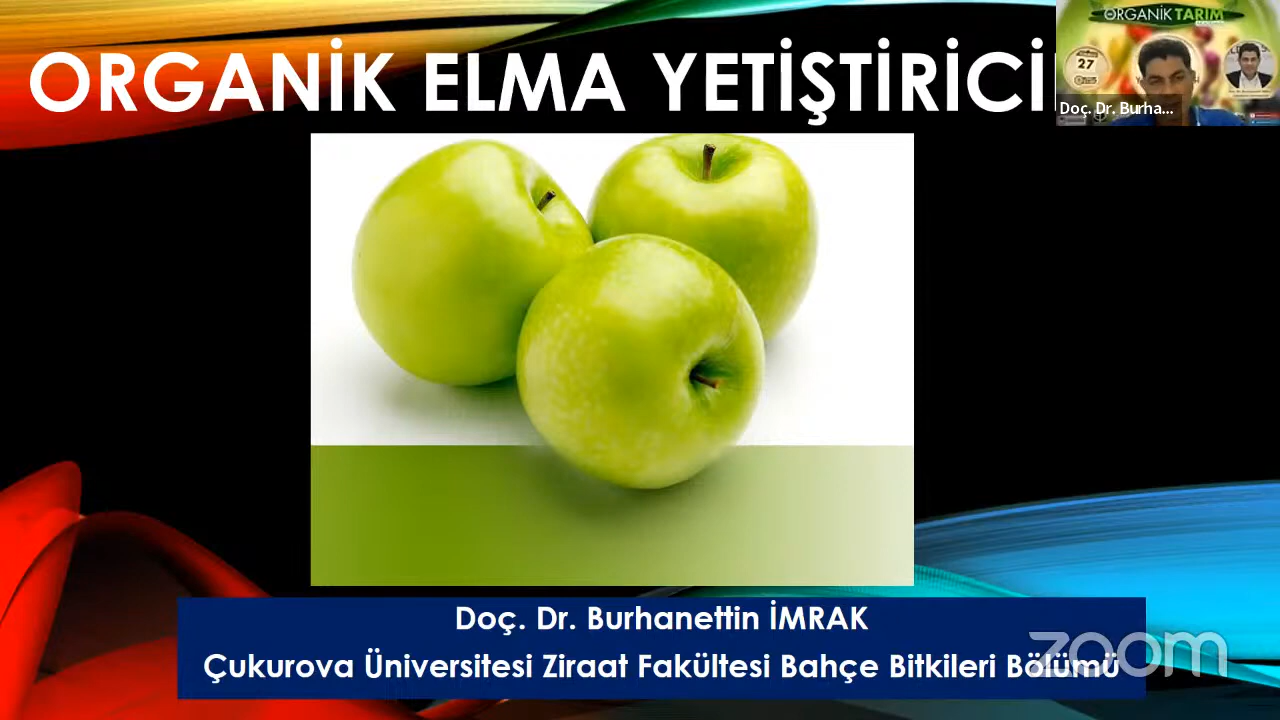 ORGANİK ELMA YETİŞTİRİCİ
ORGANİK TARIM
27
Doç. Dr. Burha...
Doç. Dr. Burhanettin İMRAK
Çukurova Üniversitesi Ziraat Fakültesi Bahçe Bitkileri Bölümü
zoom